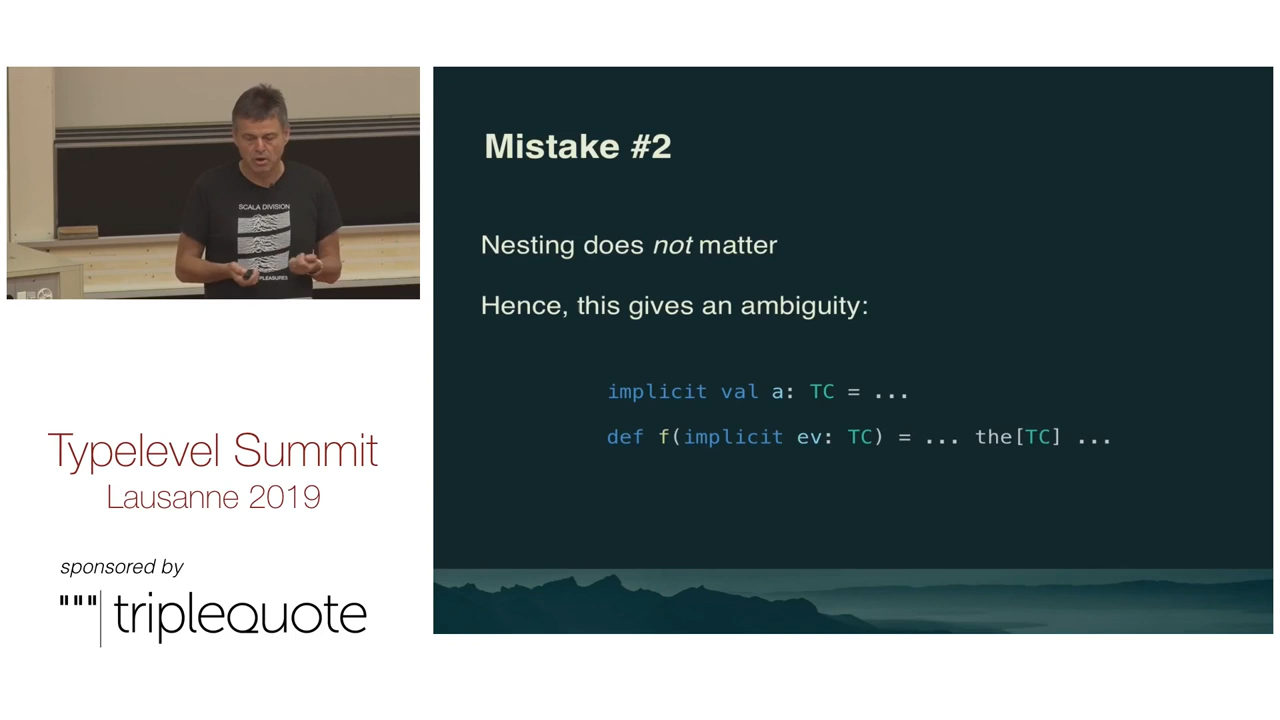 SCALA DIVISION
PLEASURES
Mistake #2
Nesting does not matter
Hence, this gives an ambiguity:
implicit val a: TC = ...
def f(implicit ev: TC) = ... the[TC] ...
Typelevel Summit
Lausanne 2019
sponsored by
""" triplequote